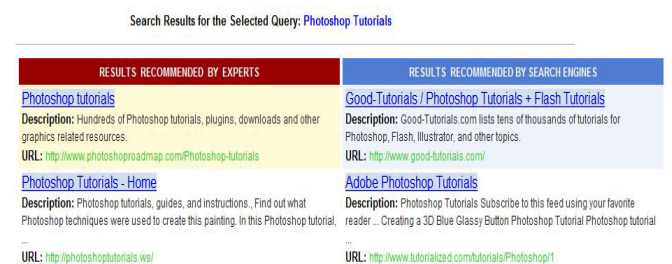 Search Results for the Selected Query: Photoshop Tutorials
RESULTS RECOMMENDED BY EXPERTS
Photoshop tutorials
Description: Hundreds of Photoshop tutorials, plugins, downloads and other
graphics related resources.
URL: http://www.photoshoproadmap.com/Photoshop-tutorials
Photoshop Tutorials - Home
Description: Photoshop tutorials, guides, and instructions., Find out what
Photoshop techniques were used to create this painting. In this Photoshop tutorial,
...
URL: http://photoshoptutorials.ws/
RESULTS RECOMMENDED BY SEARCH ENGINES
Good-Tutorials / Photoshop Tutorials + Flash Tutorials
Description: Good-Tutorials.com lists tens of thousands of tutorials for
Photoshop, Flash, Illustrator, and other topics.
URL: http://www.good-tutorials.com/
Adobe Photoshop Tutorials
Description: Photoshop Tutorials Subscribe to this feed using your favorite
reader ... Creating a 3D Blue Glassy Button Photoshop Tutorial Photoshop tutorial
...
URL: http://www.tutorialized.com/tutorials/Photoshop/1